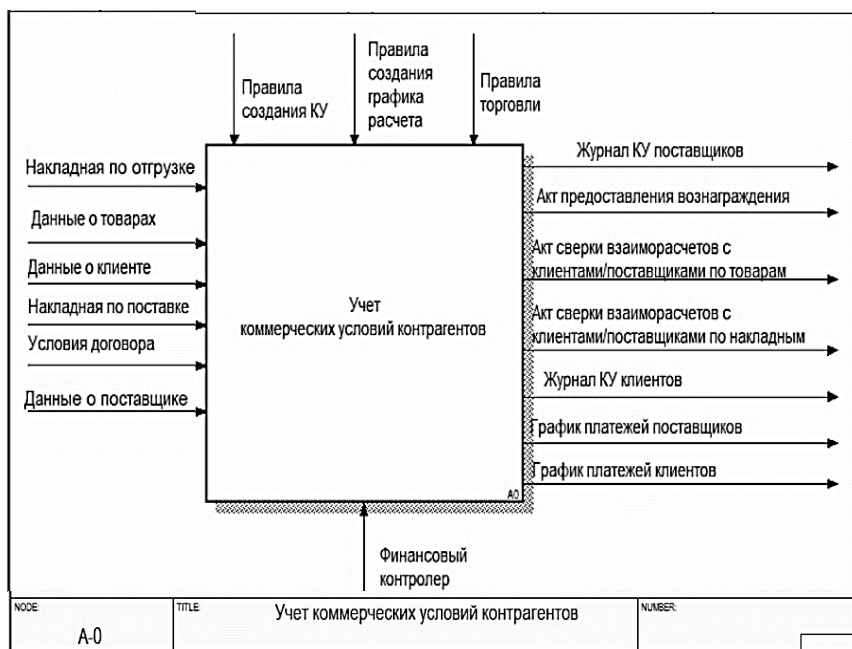 Правила
создания КУ
Правила
создания
графика
расчета
Правила
торговли
Накладная по отгрузке
Данные о товарах
Данные о клиенте
Накладная по поставке
Условия договора
Данные о поставщике
Учет
коммерческих условий контрагентов
A0
Журнал КУ поставщиков
Акт предоставления вознаграждения
Акт сверки взаиморасчетов с
клиентами/поставщиками по товарам
Акт сверки взаиморасчетов с
клиентами/поставщиками по накладным
Журнал КУ клиентов
График платежей поставщиков
График платежей клиентов
Финансовый
контролер
NODE:
A-0
TITLE:
Учет коммерческих условий контрагентов
NUMBER: